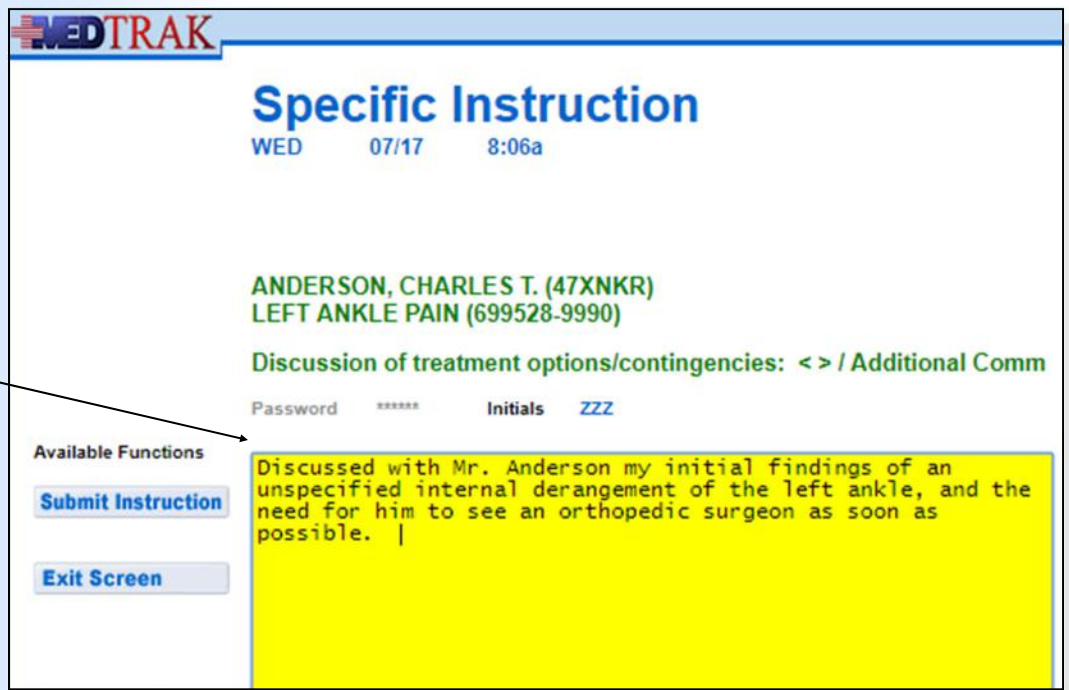 MEDTRAK
Specific Instruction
WED 07/17 8:06a
ANDERSON, CHARLES T. (47XNKR)
LEFT ANKLE PAIN (699528-9990)
Discussion of treatment options/contingencies: < > / Additional Comm
Password ****** Initials ZZZ
Available Functions
Submit Instruction
Exit Screen
Discussed with Mr. Anderson my initial findings of an
unspecified internal derangement of the left ankle, and the
need for him to see an orthopedic surgeon as soon as
possible.